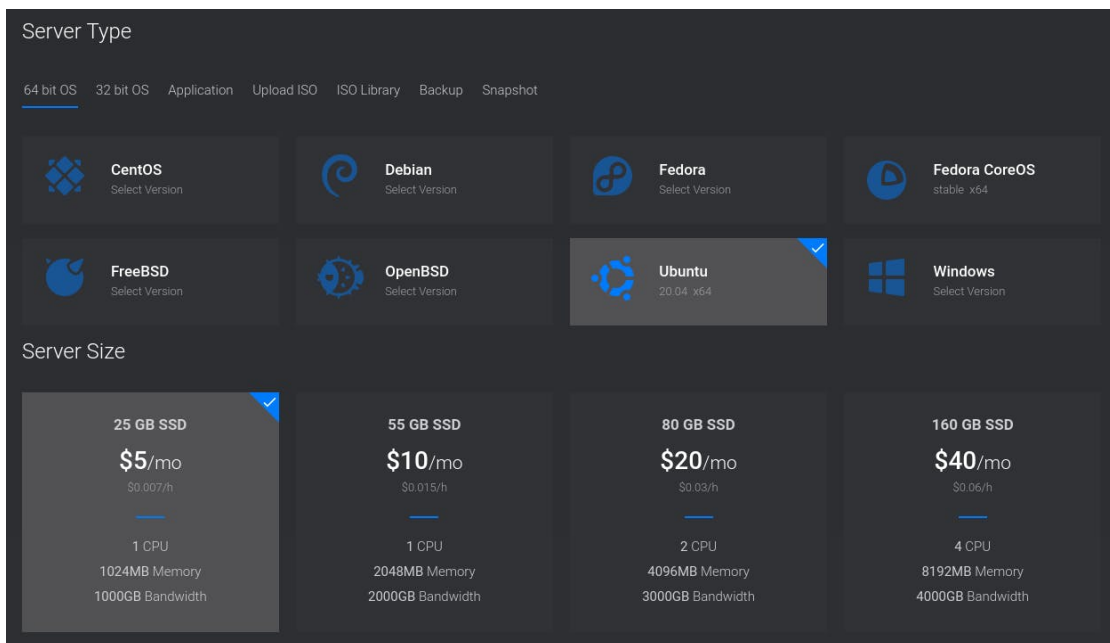 Server Type
64 bit OS 32 bit OS Application Upload ISO ISO Library Backup Snapshot
CentOS
Select Version
Debian
Select Version
Fedora
Select Version
Fedora CoreOS
stable x64
FreeBSD
Select Version
OpenBSD
Select Version
Ubuntu
20.04 x64
Windows
Select Version
Server Size
25 GB SSD
$5/mo
$0.007/h
1 CPU
1024MB Memory
1000GB Bandwidth
55 GB SSD
$10/mo
$0.015/h
1 CPU
2048MB Memory
2000GB Bandwidth
80 GB SSD
$20/mo
$0.03/h
2 CPU
4096MB Memory
3000GB Bandwidth
160 GB SSD
$40/mo
$0.06/h
4 CPU
8192MB Memory
4000GB Bandwidth